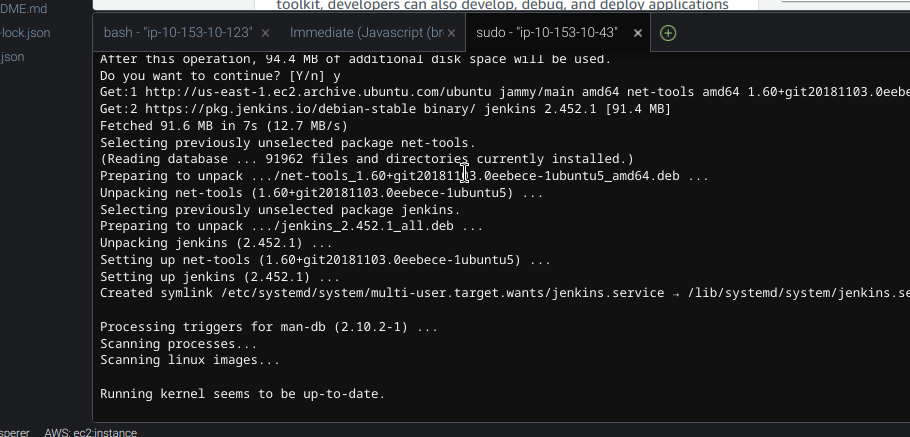 DME.md
-lock.json
.json
toolkit, developers can also develop, debug, and deploy applications
bash - "ip-10-153-10-123" × Immediate (Javascript (br × sudo - "ip-10-153-10-43" ×
After this operation, 94.4 MB of additional disk space will be used.
Do you want to continue? [Y/n] y
Get:1 http://us-east-1.ec2.archive.ubuntu.com/ubuntu jammy/main amd64 net-tools amd64 1.60+git20181103.0eebe
Get:2 https://pkg.jenkins.io/debian-stable binary/ jenkins 2.452.1 [91.4 MB]
Fetched 91.6 MB in 7s (12.7 MB/s)
Selecting previously unselected package net-tools.
(Reading database ... 91962 files and directories currently installed.)
Preparing to unpack .../net-tools_1.60+git20181103.0eebece-1ubuntu5_amd64.deb ...
Unpacking net-tools (1.60+git20181103.0eebece-1ubuntu5) ...
Selecting previously unselected package jenkins.
Preparing to unpack .../jenkins_2.452.1_all.deb ...
Unpacking jenkins (2.452.1) ...
Setting up net-tools (1.60+git20181103.0eebece-1ubuntu5) ...
Setting up jenkins (2.452.1) ...
Created symlink /etc/systemd/system/multi-user.target.wants/jenkins.service → /lib/systemd/system/jenkins.se
Processing triggers for man-db (2.10.2-1) ...
Scanning processes...
Scanning linux images...
Running kernel seems to be up-to-date.
sperer AWS: ec2:instance